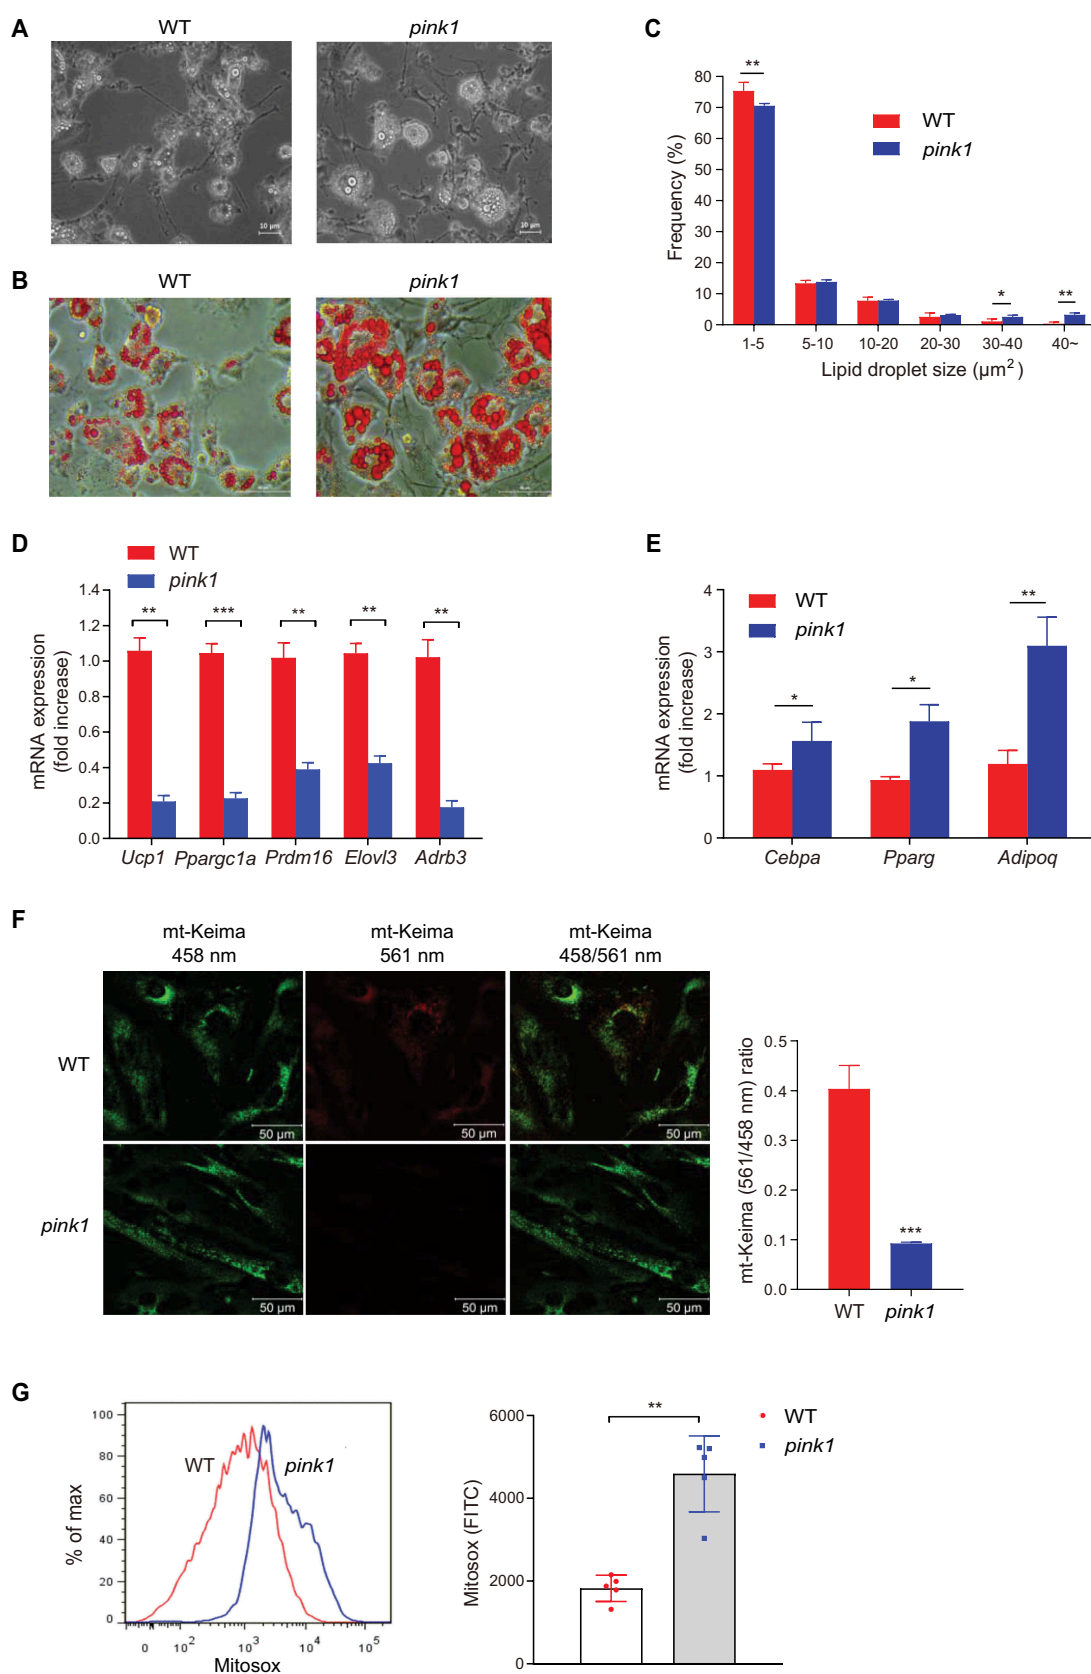 A
WT
pink1
10 µm
10 µm
B
WT
pink1
C
**
WT
pink1
*
**
80
70
60
50
40
30
20
10
0
Frequency (%)
1-5
5-10
10-20
20-30
30-40
40~
Lipid droplet size (µm²)
D
WT
pink1
1.4
1.2
1.0
0.8
0.6
0.4
0.2
0.0
mRNA expression
(fold increase)
**
***
**
**
**
Ucp1
Ppargc1a
Prdm16
Elovl3
Adrb3
E
WT
pink1
4
3
2
1
0
mRNA expression
(fold increase)
*
*
**
Cebpa
Pparg
Adipoq
F
mt-Keima
458 nm
mt-Keima
561 nm
mt-Keima
458/561 nm
WT
50 µm
50 µm
50 µm
pink1
50 µm
50 µm
50 µm
mt-Keima (561/458 nm) ratio
0.5
0.4
0.3
0.2
0.1
0.0
***
WT
pink1
G
% of max
100
80
60
40
20
0
WT
pink1
0
10²
10³
10⁴
10⁵
Mitosox
Mitosox (FITC)
6000
4000
2000
0
**
WT
pink1